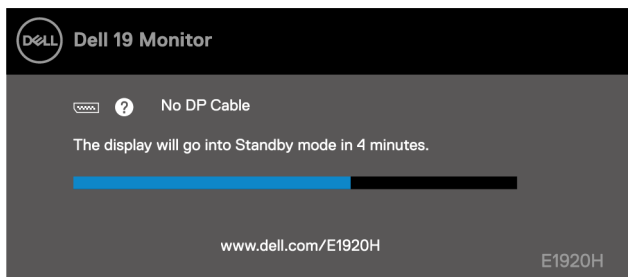 DELL Dell 19 Monitor
? No DP Cable
The display will go into Standby mode in 4 minutes.
www.dell.com/E1920H
E1920H